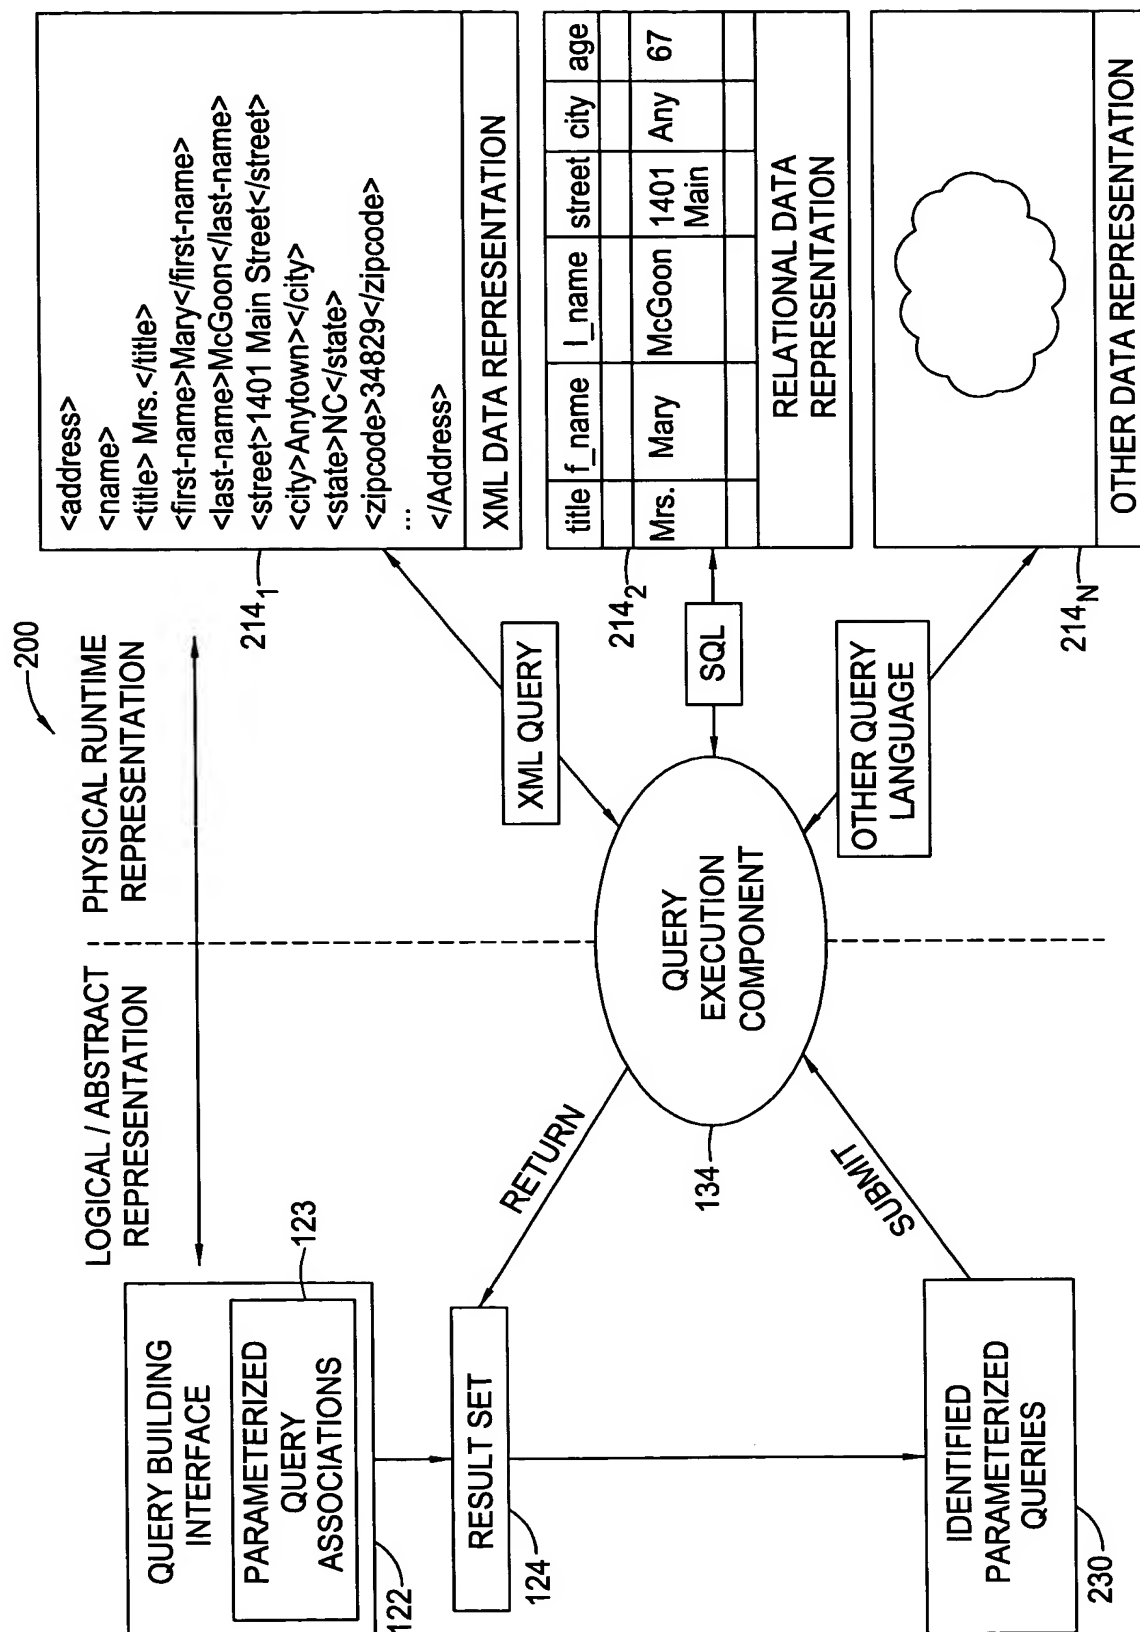 200
LOGICAL / ABSTRACT
REPRESENTATION
PHYSICAL RUNTIME
REPRESENTATION
QUERY BUILDING
INTERFACE
PARAMETERIZED
QUERY
ASSOCIATIONS
123
122
RESULT SET
124
IDENTIFIED
PARAMETERIZED
QUERIES
230
RETURN
SUBMIT
QUERY
EXECUTION
COMPONENT
134
XML QUERY
SQL
OTHER QUERY
LANGUAGE
<address>
<name>
<title> Mrs.</title>
<first-name>Mary</first-name>
<last-name>McGoon</last-name>
<street>1401 Main Street</street>
<city>Anytown></city>
<state>NC</state>
<zipcode>34829</zipcode>
...
</Address>
XML DATA REPRESENTATION
214₁
title f_name l_name street city age
Mrs. Mary McGoon 1401 Any 67
Main
RELATIONAL DATA
REPRESENTATION
214₂
OTHER DATA REPRESENTATION
214N